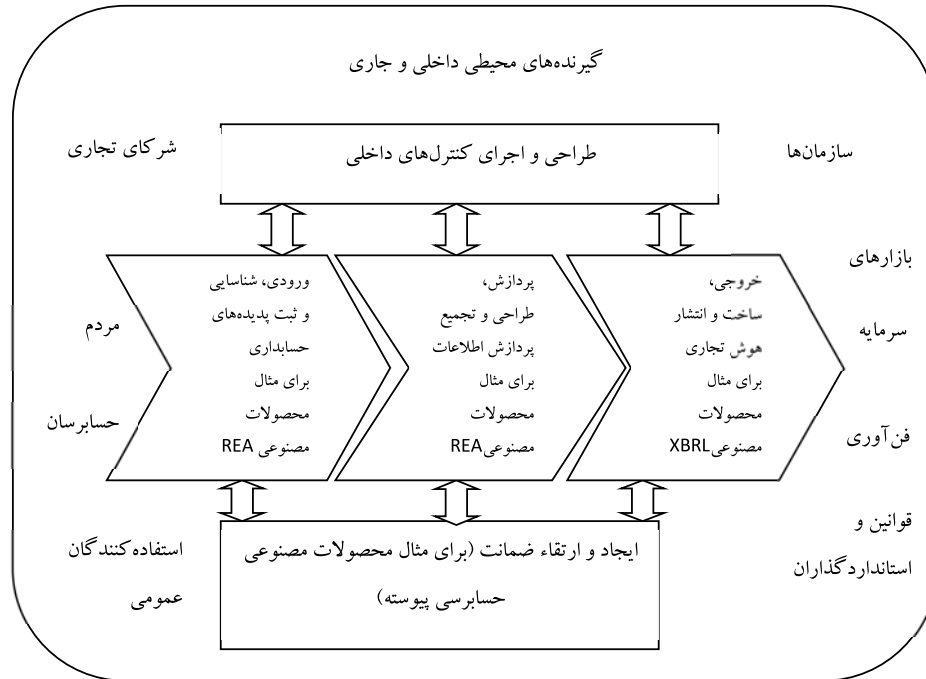 گیرنده‌های محیطی داخلی و جاری
سازمان‌ها
شرکای تجاری
طراحی و اجرای کنترل‌های داخلی
بازارهای
سرمایه
فن‌آوری
قوانین و
استانداردگذاران
مردم
حسابرسان
استفاده‌کنندگان
عمومی
ورودی، شناسایی
و ثبت پدیده‌های
حسابداری
برای مثال
محصولات
مصنوعی REA
پردازش،
طراحی و تجمیع
پردازش اطلاعات
برای مثال
محصولات
مصنوعیREA
خروجی،
ساخت و انتشار
هوش تجاری
برای مثال
محصولات
مصنوعیXBRL
ایجاد و ارتقاء ضمانت (برای مثال محصولات مصنوعی
حسابرسی پیوسته)